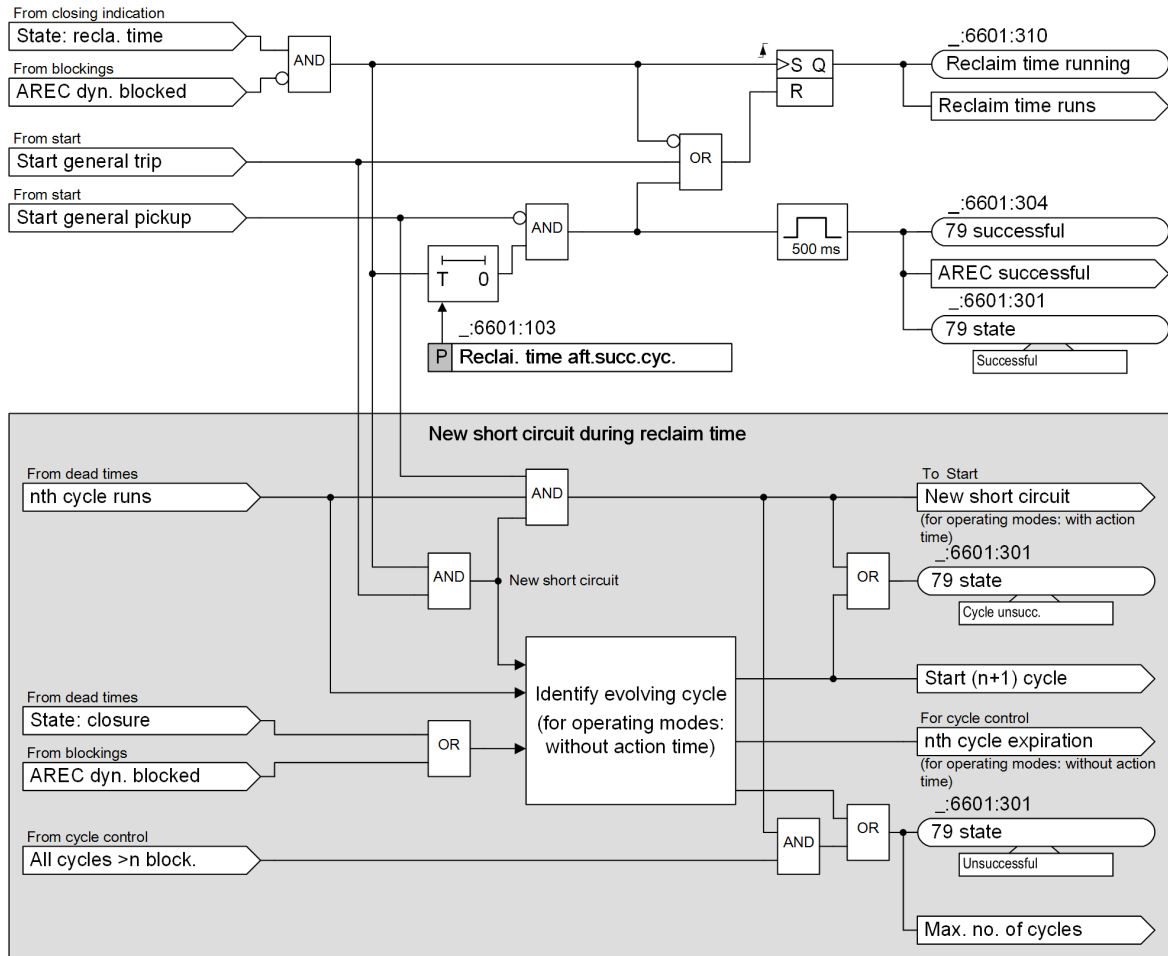 From closing indication
State: recla. time
From blockings
AREC dyn. blocked
AND
S Q
R
_:6601:310
Reclaim time running
Reclaim time runs
From start
Start general trip
OR
From start
Start general pickup
AND
500 ms
_:6601:304
79 successful
AREC successful
_:6601:301
79 state
Successful
T 0
_:6601:103
P Reclai. time aft.succ.cyc.
New short circuit during reclaim time
From dead times
nth cycle runs
AND
To Start
New short circuit
(for operating modes: with action
time)
_:6601:301
79 state
Cycle unsucc.
AND
New short circuit
OR
Identify evolving cycle
(for operating modes:
without action time)
Start (n+1) cycle
From dead times
State: closure
From blockings
AREC dyn. blocked
OR
For cycle control
nth cycle expiration
(for operating modes: without action
time)
_:6601:301
79 state
Unsuccessful
From cycle control
All cycles >n block.
AND
OR
Max. no. of cycles